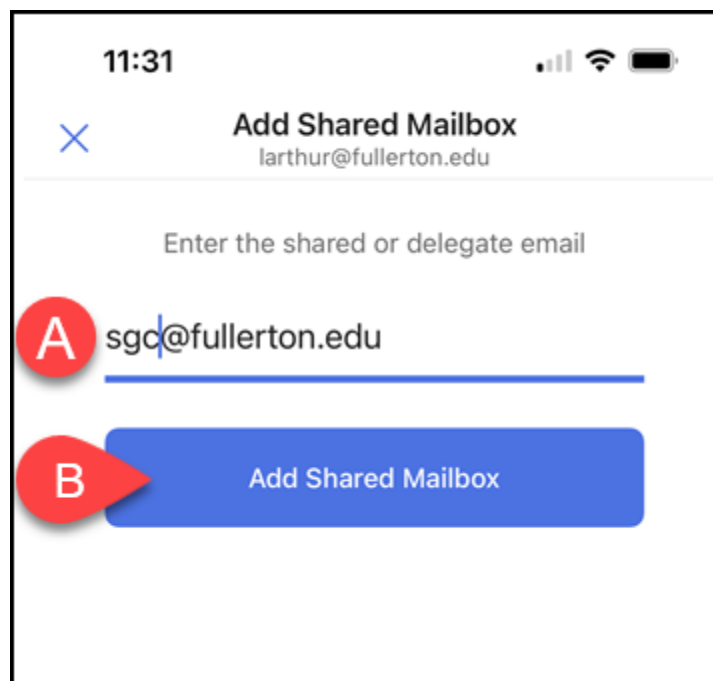 11:31
Add Shared Mailbox
larthur@fullerton.edu
Enter the shared or delegate email
A
sgc@fullerton.edu
B
Add Shared Mailbox